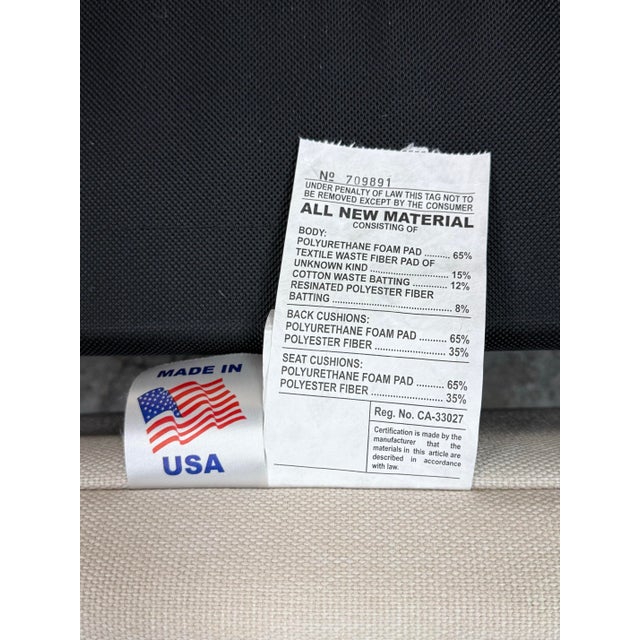 Nº 709891
UNDER PENALTY OF LAW THIS TAG NOT TO
BE REMOVED EXCEPT BY THE CONSUMER
ALL NEW MATERIAL
CONSISTING OF
BODY:
POLYURETHANE FOAM PAD .......... 65%
TEXTILE WASTE FIBER PAD OF
UNKNOWN KIND ............................ 15%
COTTON WASTE BATTING .............. 12%
RESINATED POLYESTER FIBER
BATTING ........................................ 8%
BACK CUSHIONS:
POLYURETHANE FOAM PAD .......... 65%
POLYESTER FIBER ........................ 35%
SEAT CUSHIONS:
POLYURETHANE FOAM PAD .......... 65%
POLYESTER FIBER ........................ 35%
Reg. No. CA-33027
Certification is made by the
manufacturer that the
materials in this article are
described in accordance
with law.
MADE IN
USA